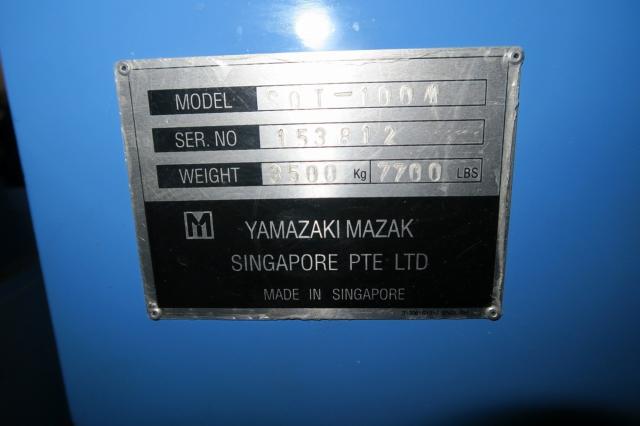 MODEL SQT-100M
SER. NO 153812
WEIGHT 3500 Kg 7700 LBS
M YAMAZAKI MAZAK
SINGAPORE PTE LTD
MADE IN SINGAPORE